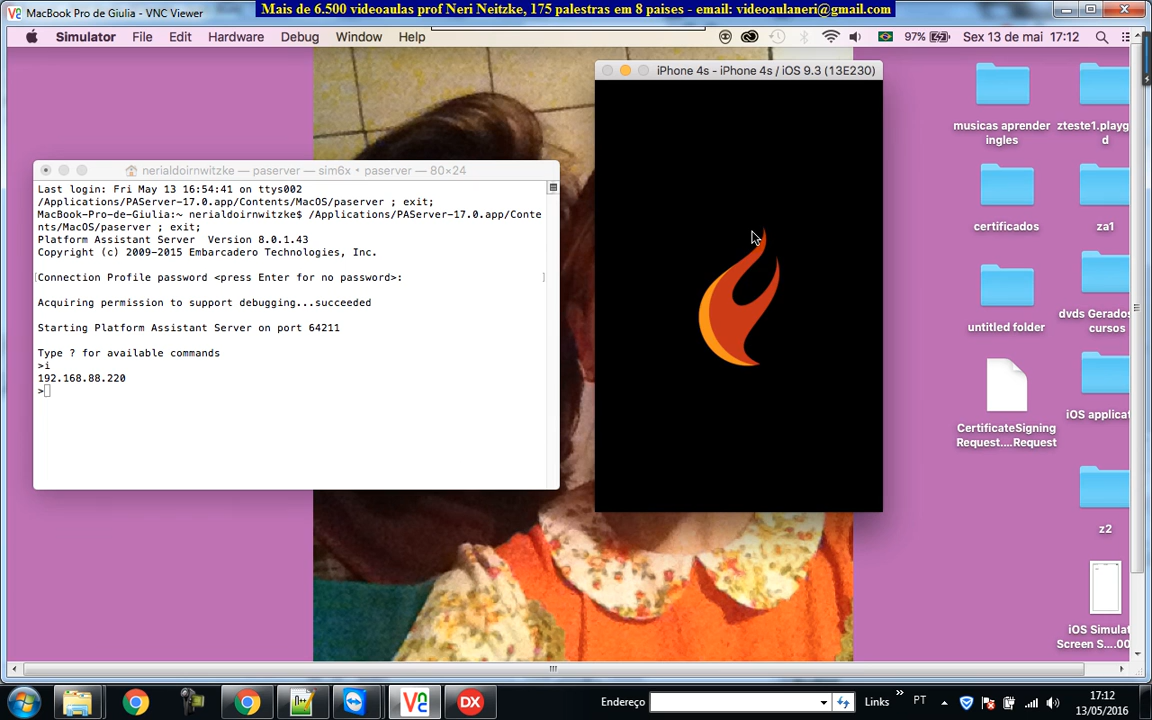 MacBook Pro de Giulia - VNC Viewer
Mais de 6.500 videoaulas prof Neri Neitzke, 175 palestras em 8 paises - email: videoaulaneri@gmail.com
Simulator File Edit Hardware Debug Window Help
97% Sex 13 de mai 17:12
iPhone 4s - iPhone 4s / iOS 9.3 (13E230)
nerialdoirnwitzke — paserver — sim6x • paserver — 80×24
Last login: Fri May 13 16:54:41 on ttys002
/Applications/PAServer-17.0.app/Contents/MacOS/paserver ; exit;
MacBook-Pro-de-Giulia:~ nerialdoirnwitzke$ /Applications/PAServer-17.0.app/Conte
nts/MacOS/paserver ; exit;
Platform Assistant Server  Version 8.0.1.43
Copyright (c) 2009-2015 Embarcadero Technologies, Inc.
Connection Profile password <press Enter for no password>:
Acquiring permission to support debugging...succeeded
Starting Platform Assistant Server on port 64211
Type ? for available commands
>i
192.168.88.220
>
musicas aprender
ingles
zteste1.playg
d
certificados
za1
untitled folder
dvds Gerados
cursos
CertificateSigning
Request....Request
iOS applicat
z2
iOS Simulat
Screen S....00
VNC
DX
Endereço
Links
»
PT
17:12
13/05/2016